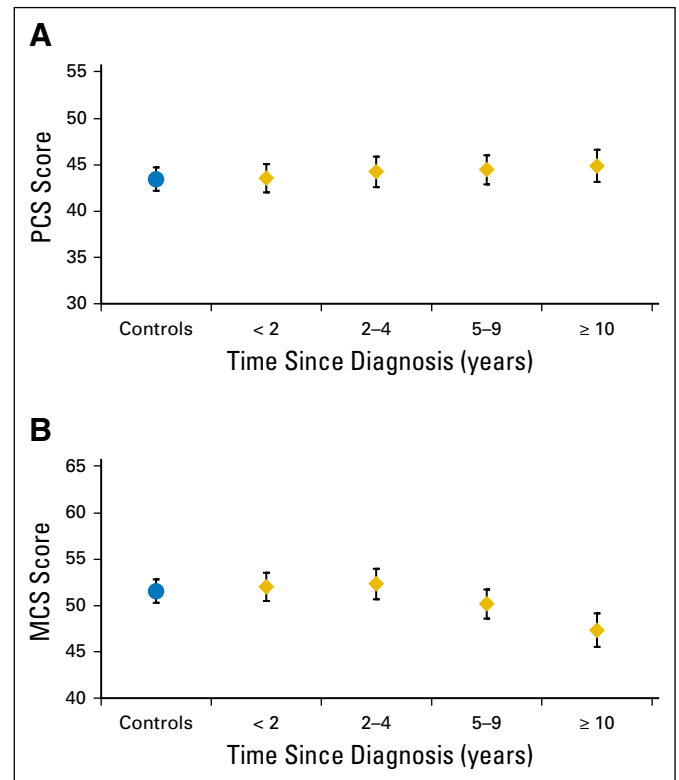 A
55
50
45
40
35
30
PCS Score
Controls < 2 2–4 5–9 ≥ 10
Time Since Diagnosis (years)
B
65
60
55
50
45
40
MCS Score
Controls < 2 2–4 5–9 ≥ 10
Time Since Diagnosis (years)